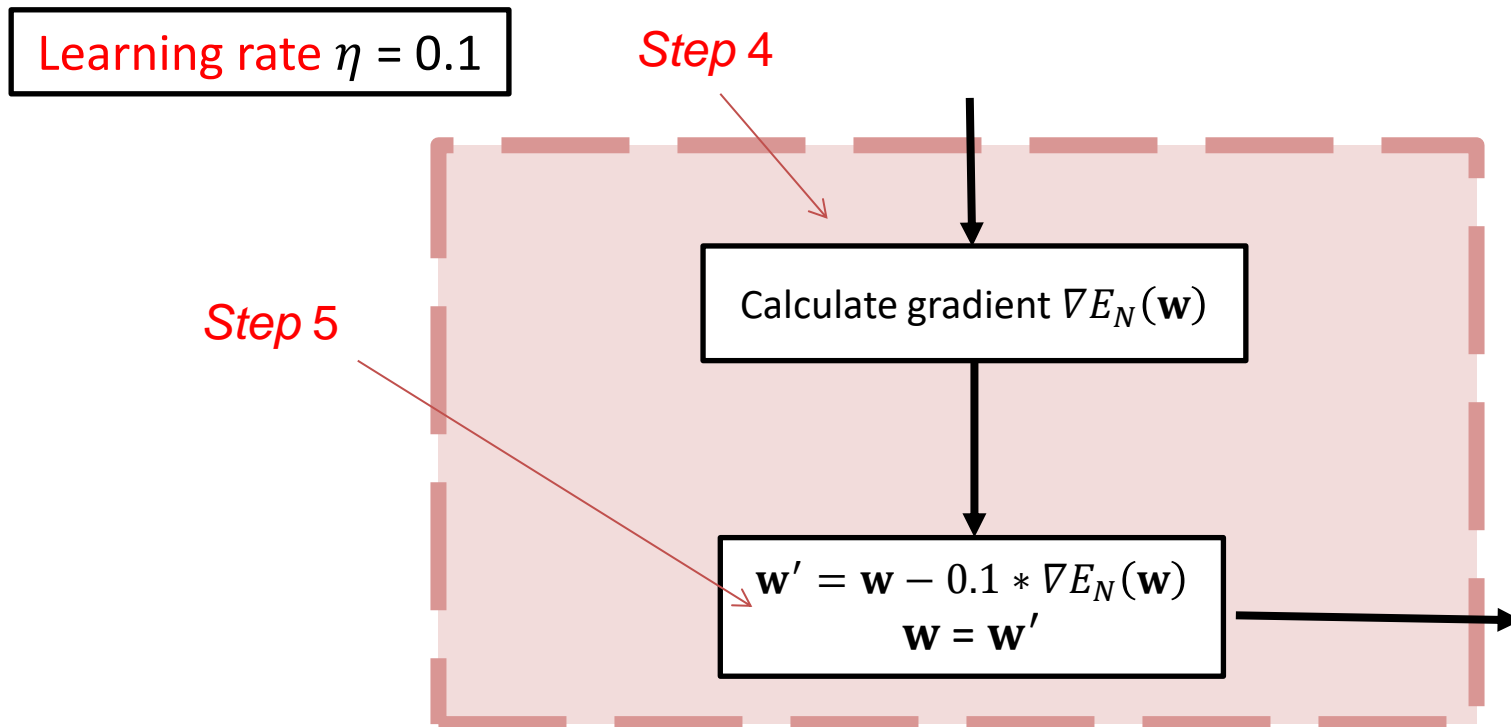 Learning rate 𝜂 = 0.1
Step 4
Calculate gradient ∇𝐸_𝑁(𝐰)
Step 5
𝐰′ = 𝐰 − 0.1 ∗ ∇𝐸_𝑁(𝐰)
𝐰 = 𝐰′